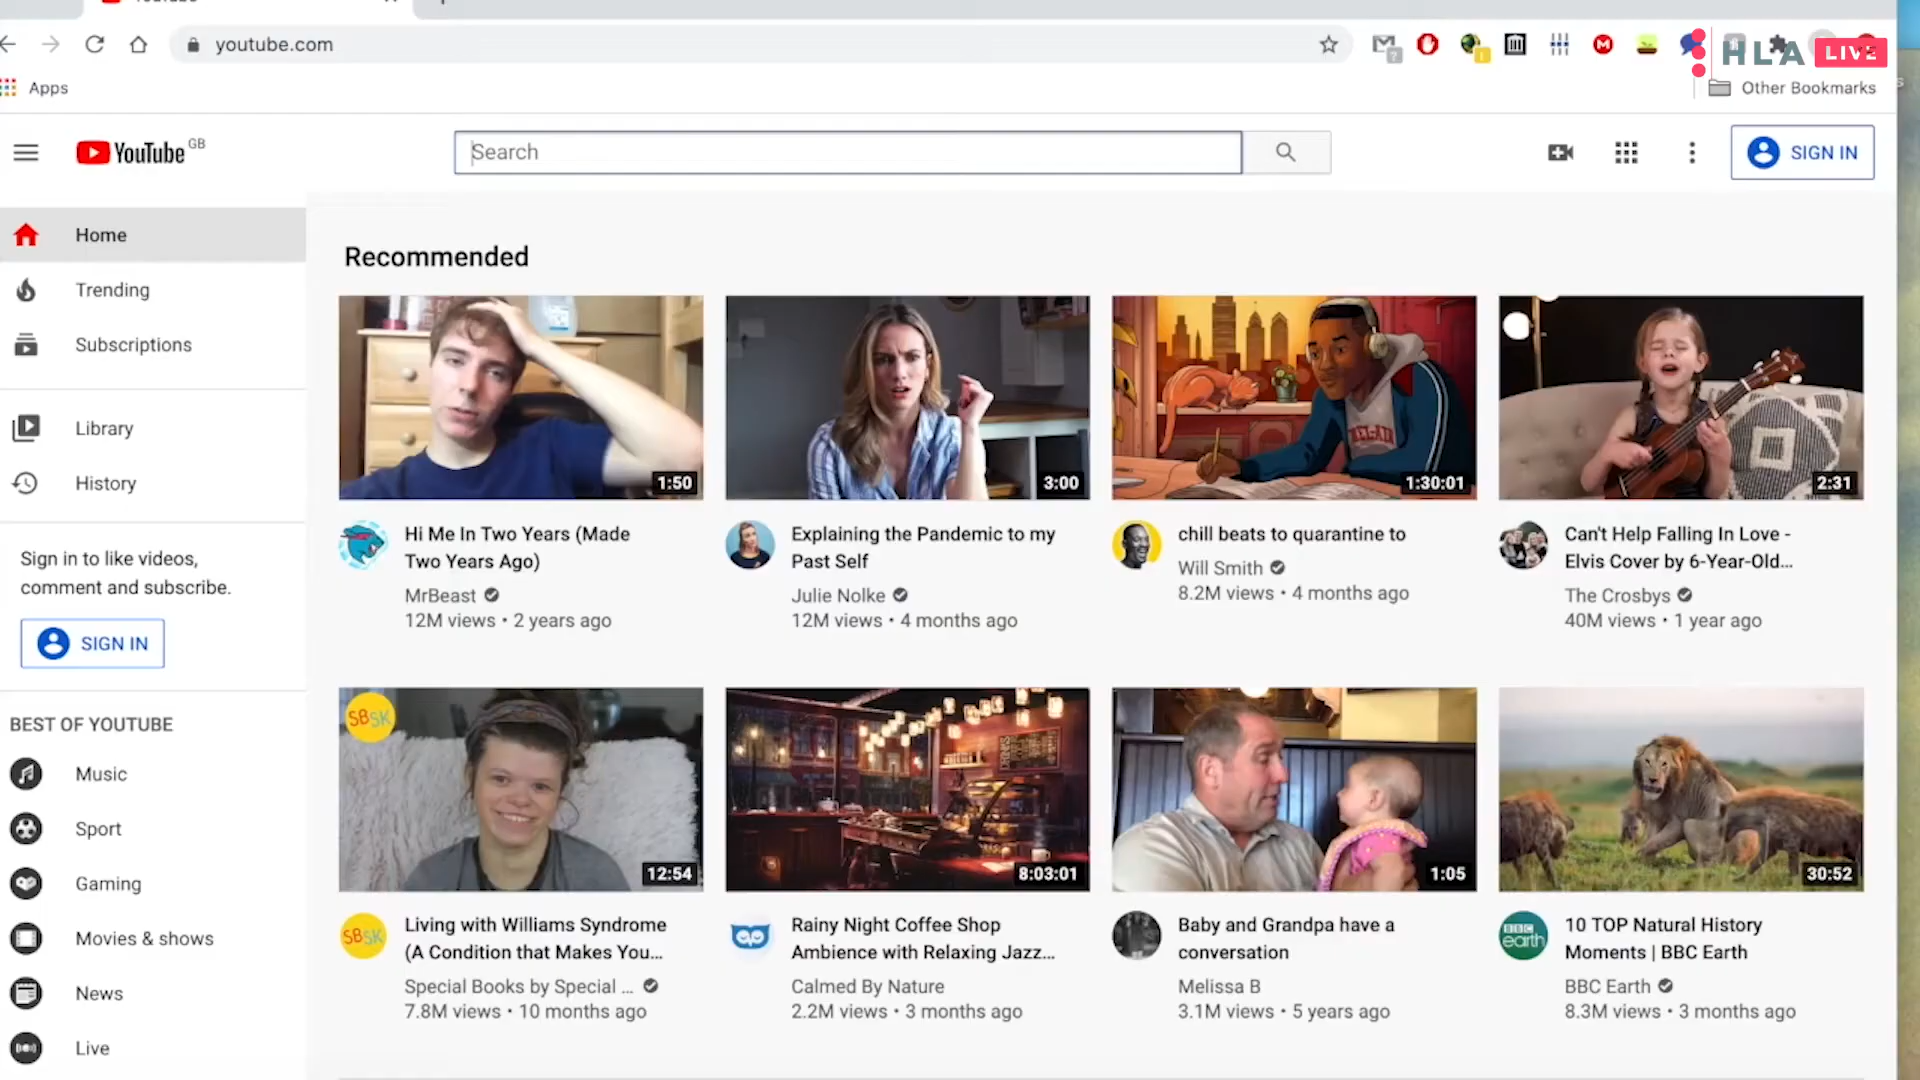 youtube.com
HLA LIVE
Apps
Other Bookmarks
YouTube GB
Search
SIGN IN
Home
Trending
Subscriptions
Library
History
Sign in to like videos,
comment and subscribe.
SIGN IN
BEST OF YOUTUBE
Music
Sport
Gaming
Movies & shows
News
Live
Recommended
1:50
3:00
1:30:01
2:31
Hi Me In Two Years (Made
Two Years Ago)
MrBeast
12M views • 2 years ago
Explaining the Pandemic to my
Past Self
Julie Nolke
12M views • 4 months ago
chill beats to quarantine to
Will Smith
8.2M views • 4 months ago
Can't Help Falling In Love -
Elvis Cover by 6-Year-Old...
The Crosbys
40M views • 1 year ago
SBSK
12:54
8:03:01
1:05
30:52
SBSK
Living with Williams Syndrome
(A Condition that Makes You...
Special Books by Special ...
7.8M views • 10 months ago
Rainy Night Coffee Shop
Ambience with Relaxing Jazz...
Calmed By Nature
2.2M views • 3 months ago
Baby and Grandpa have a
conversation
Melissa B
3.1M views • 5 years ago
BBC
earth
10 TOP Natural History
Moments | BBC Earth
BBC Earth
8.3M views • 3 months ago